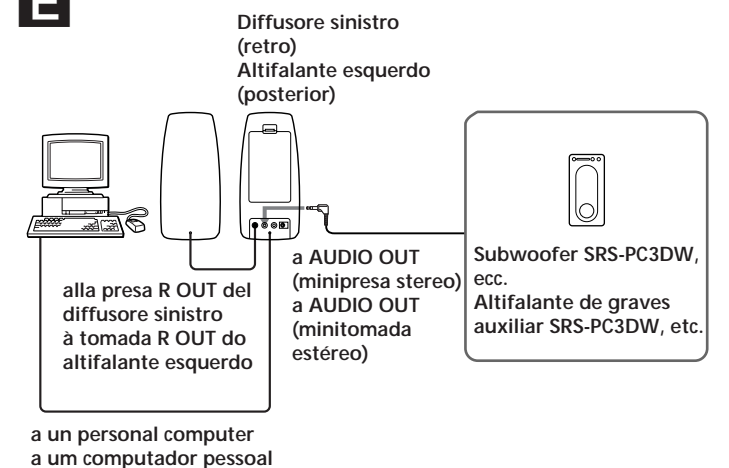 E
Diffusore sinistro
(retro)
Altifalante esquerdo
(posterior)
a AUDIO OUT
(minipresa stereo)
a AUDIO OUT
(minitomada
estéreo)
Subwoofer SRS-PC3DW,
ecc.
Altifalante de graves
auxiliar SRS-PC3DW, etc.
alla presa R OUT del
diffusore sinistro
à tomada R OUT do
altifalante esquerdo
a un personal computer
a um computador pessoal